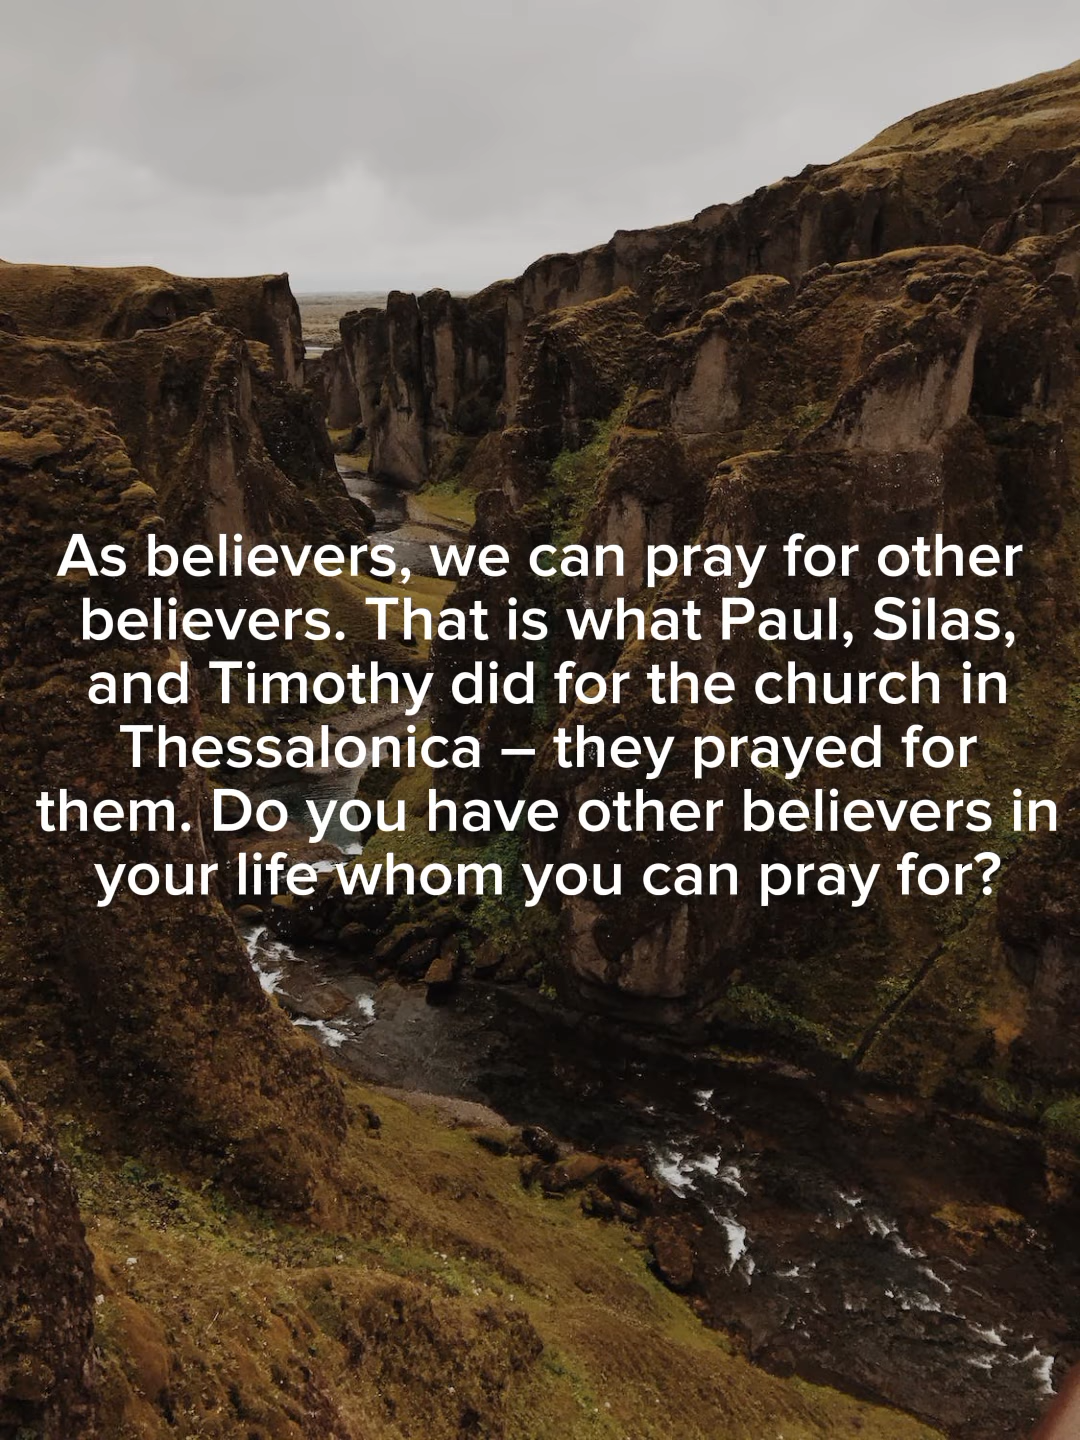 As believers, we can pray for other
believers. That is what Paul, Silas,
and Timothy did for the church in
Thessalonica – they prayed for
them. Do you have other believers in
your life whom you can pray for?